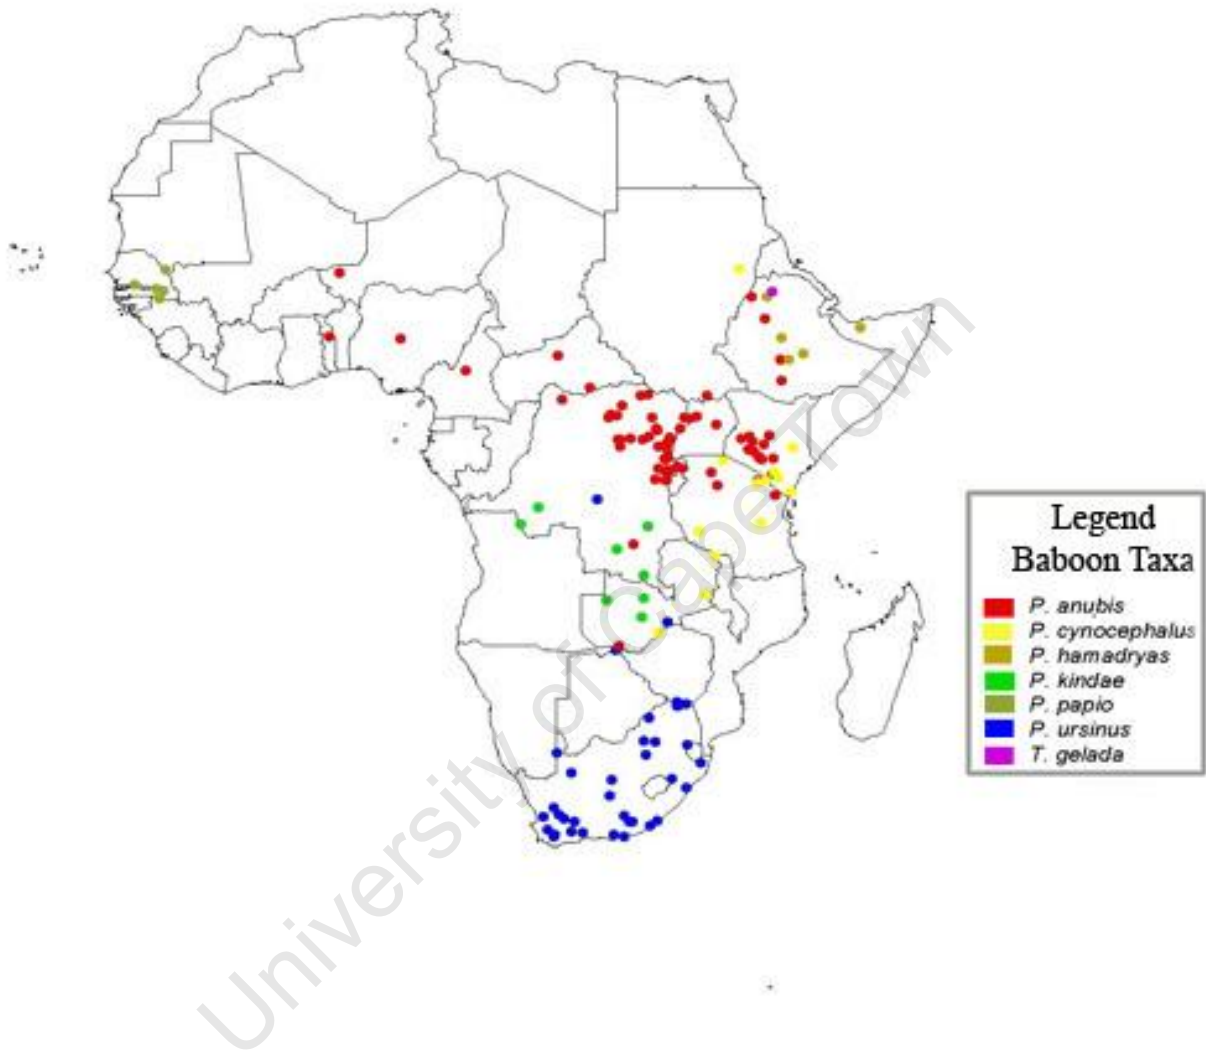 Legend
Baboon Taxa
P. anubis
P. cynocephalus
P. hamadryas
P. kindae
P. papio
P. ursinus
T. gelada
University of Cape Town